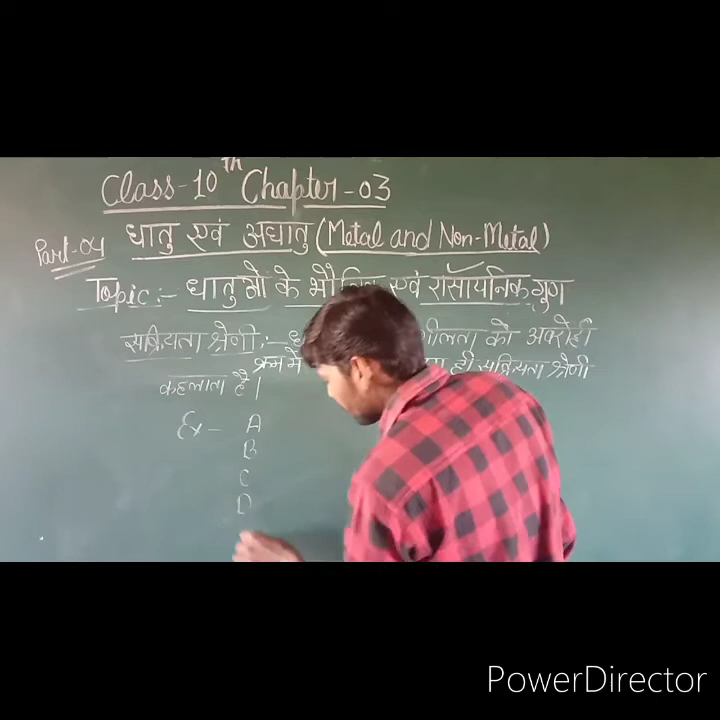 Class-10th Chapter-03
Part-04 धातु एवं अधातु (Metal and Non-Metal)
Topic:- धातुओ के एवं रासायनिक गुण
सक्रियता श्रेणी:- को अवरोही
क्रम में ही सक्रियता श्रेणी
कहलाता है।
Ex- A
B
C
D
PowerDirector